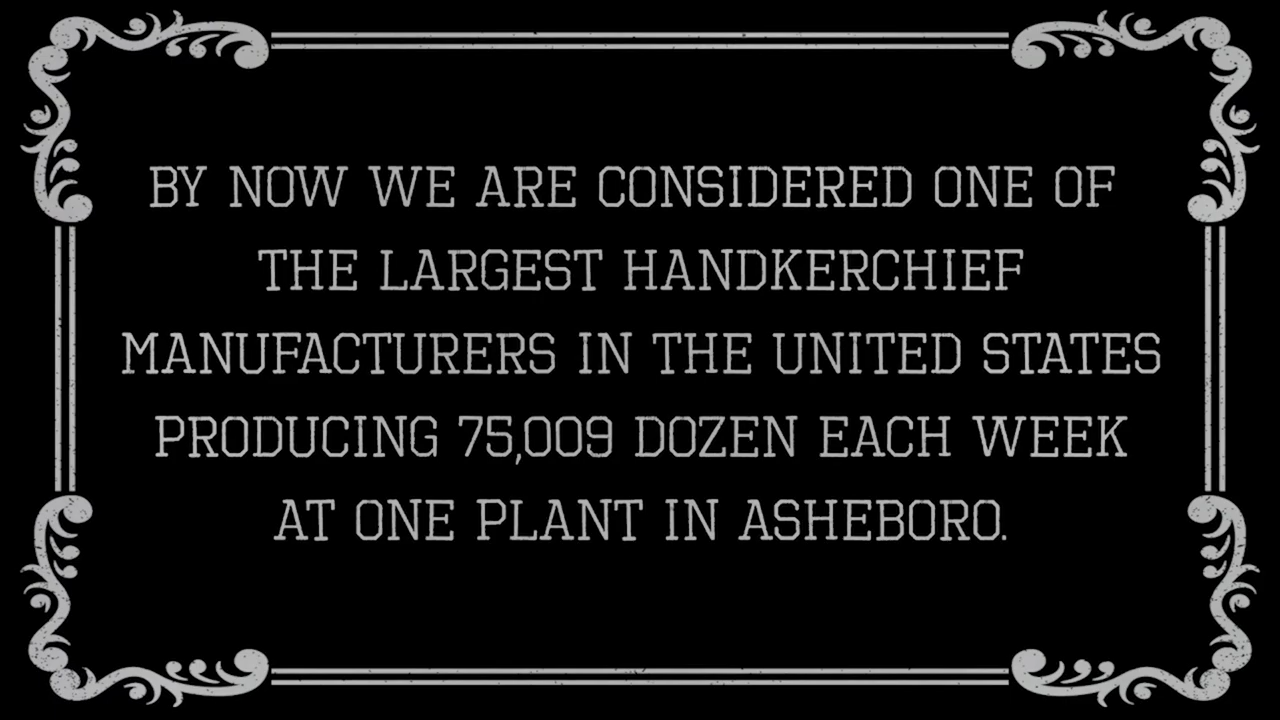 BY NOW WE ARE CONSIDERED ONE OF
THE LARGEST HANDKERCHIEF
MANUFACTURERS IN THE UNITED STATES
PRODUCING 75,009 DOZEN EACH WEEK
AT ONE PLANT IN ASHEBORO.